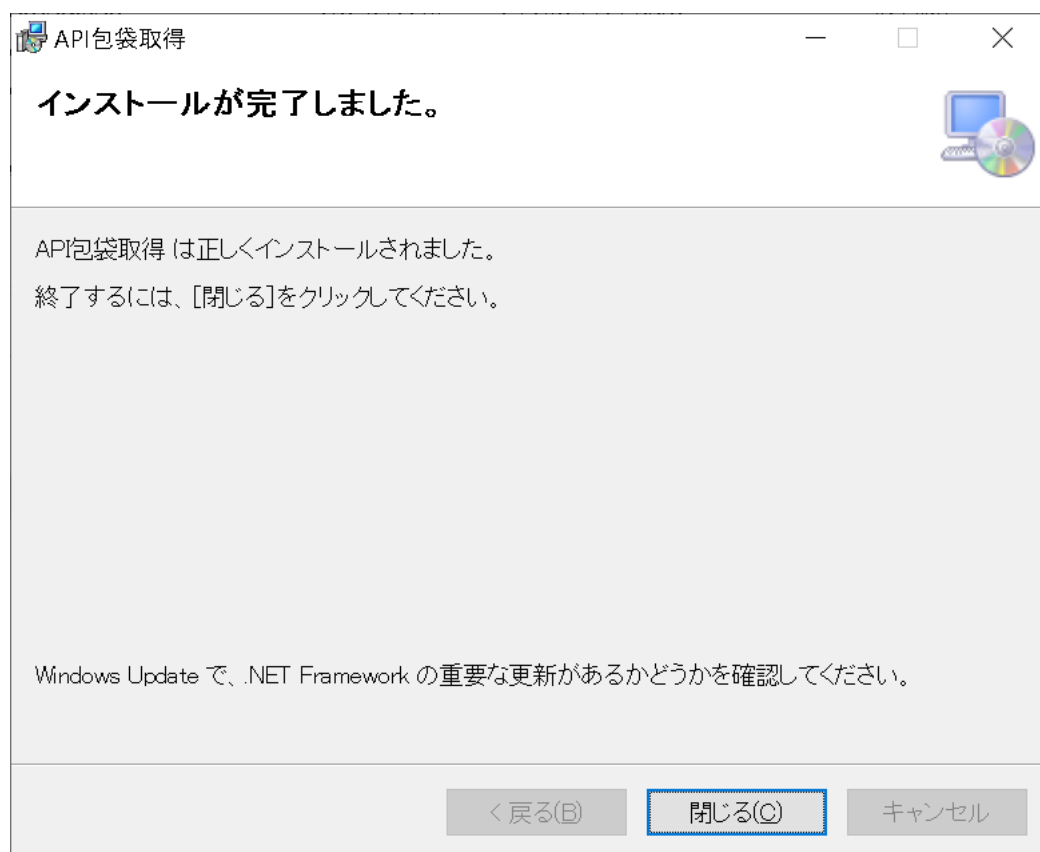 API包袋取得
インストールが完了しました。
API包袋取得 は正しくインストールされました。
終了するには、[閉じる]をクリックしてください。
Windows Update で、.NET Framework の重要な更新があるかどうかを確認してください。
< 戻る(B)
閉じる(C)
キャンセル